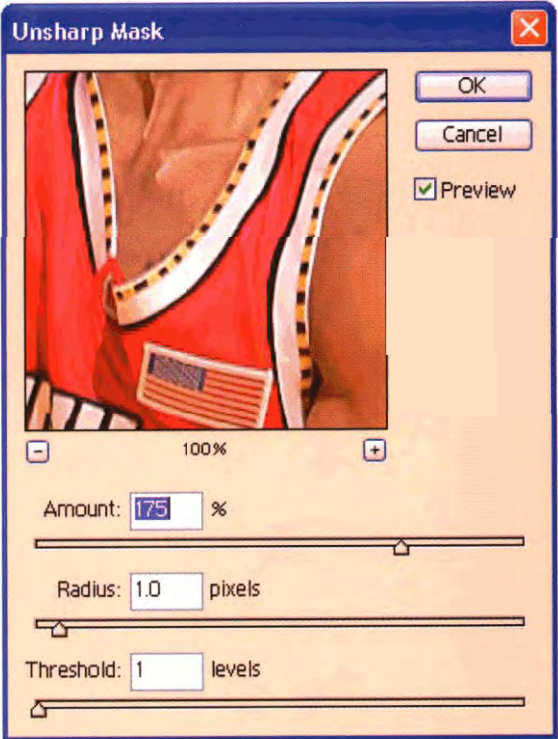 Unsharp Mask
OK
Cancel
Preview
100%
Amount: 175 %
Radius: 1.0 pixels
Threshold: 1 levels